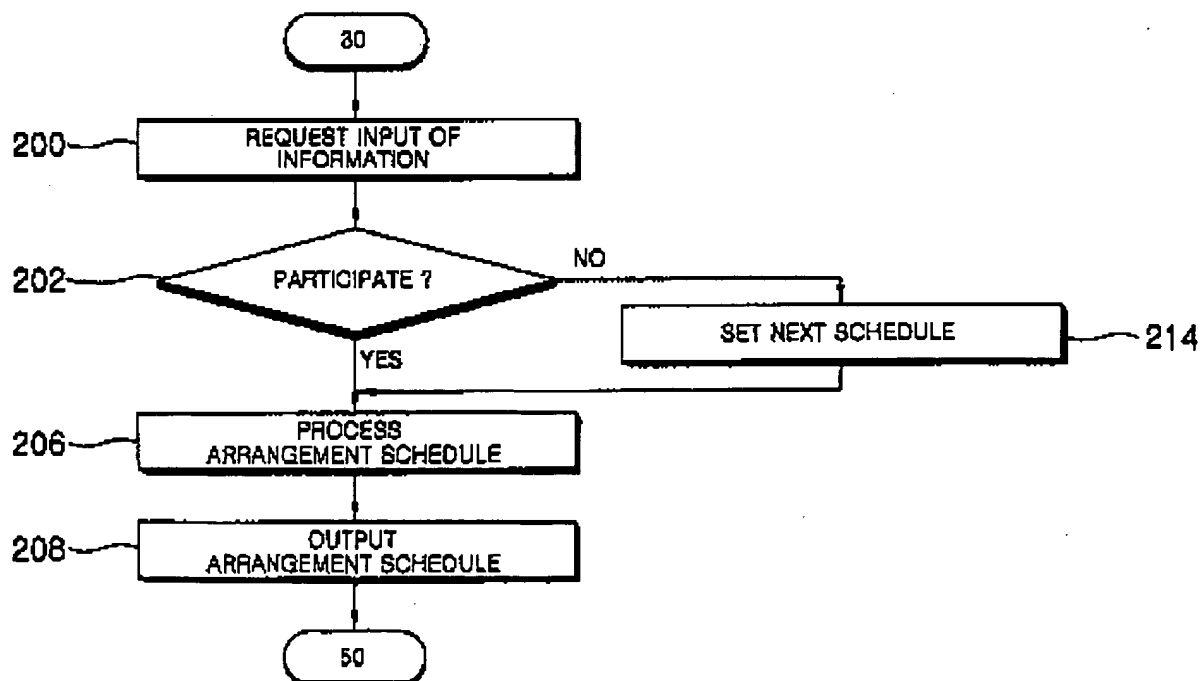 30
200
REQUEST INPUT OF
INFORMATION
202
PARTICIPATE ?
NO
SET NEXT SCHEDULE
214
YES
206
PROCESS
ARRANGEMENT SCHEDULE
208
OUTPUT
ARRANGEMENT SCHEDULE
50